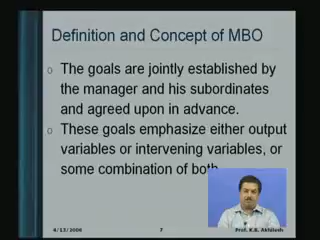 Definition and Concept of MBO
o The goals are jointly established by
the manager and his subordinates
and agreed upon in advance.
o These goals emphasize either output
variables or intervening variables, or
some combination of both.
6/13/2006 7 Prof. K.B. Akhilesh